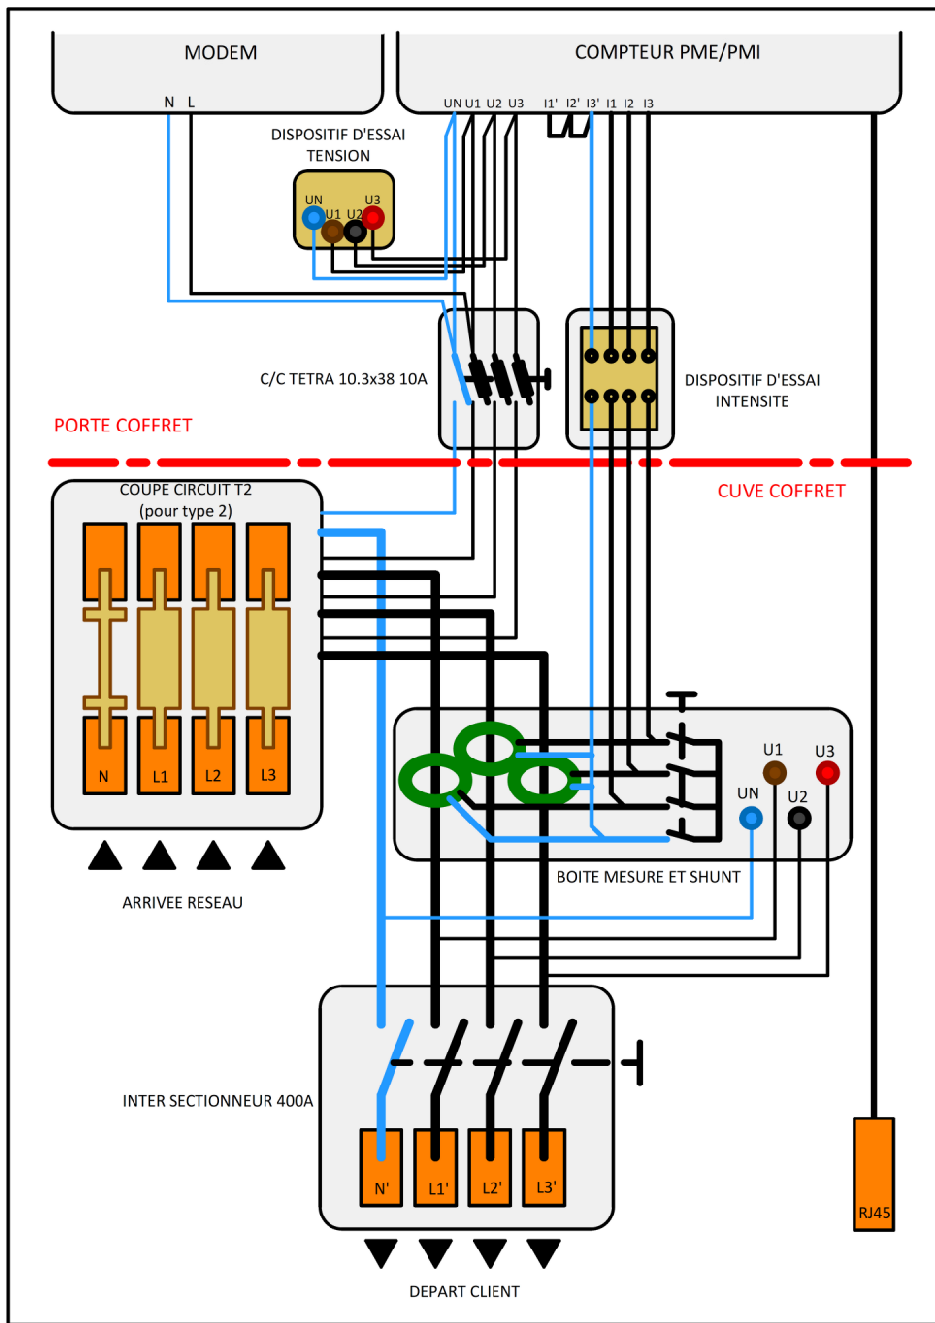 MODEM
COMPTEUR PME/PMI
N L
UN U1 U2 U3 I1' I2' I3' I1 I2 I3
DISPOSITIF D'ESSAI
TENSION
UN U1 U2 U3
C/C TETRA 10.3x38 10A
DISPOSITIF D'ESSAI
INTENSITE
PORTE COFFRET
CUVE COFFRET
COUPE CIRCUIT T2
(pour type 2)
N L1 L2 L3
U1 U3
UN U2
BOITE MESURE ET SHUNT
ARRIVEE RESEAU
INTER SECTIONNEUR 400A
N' L1' L2' L3'
RJ45
DEPART CLIENT